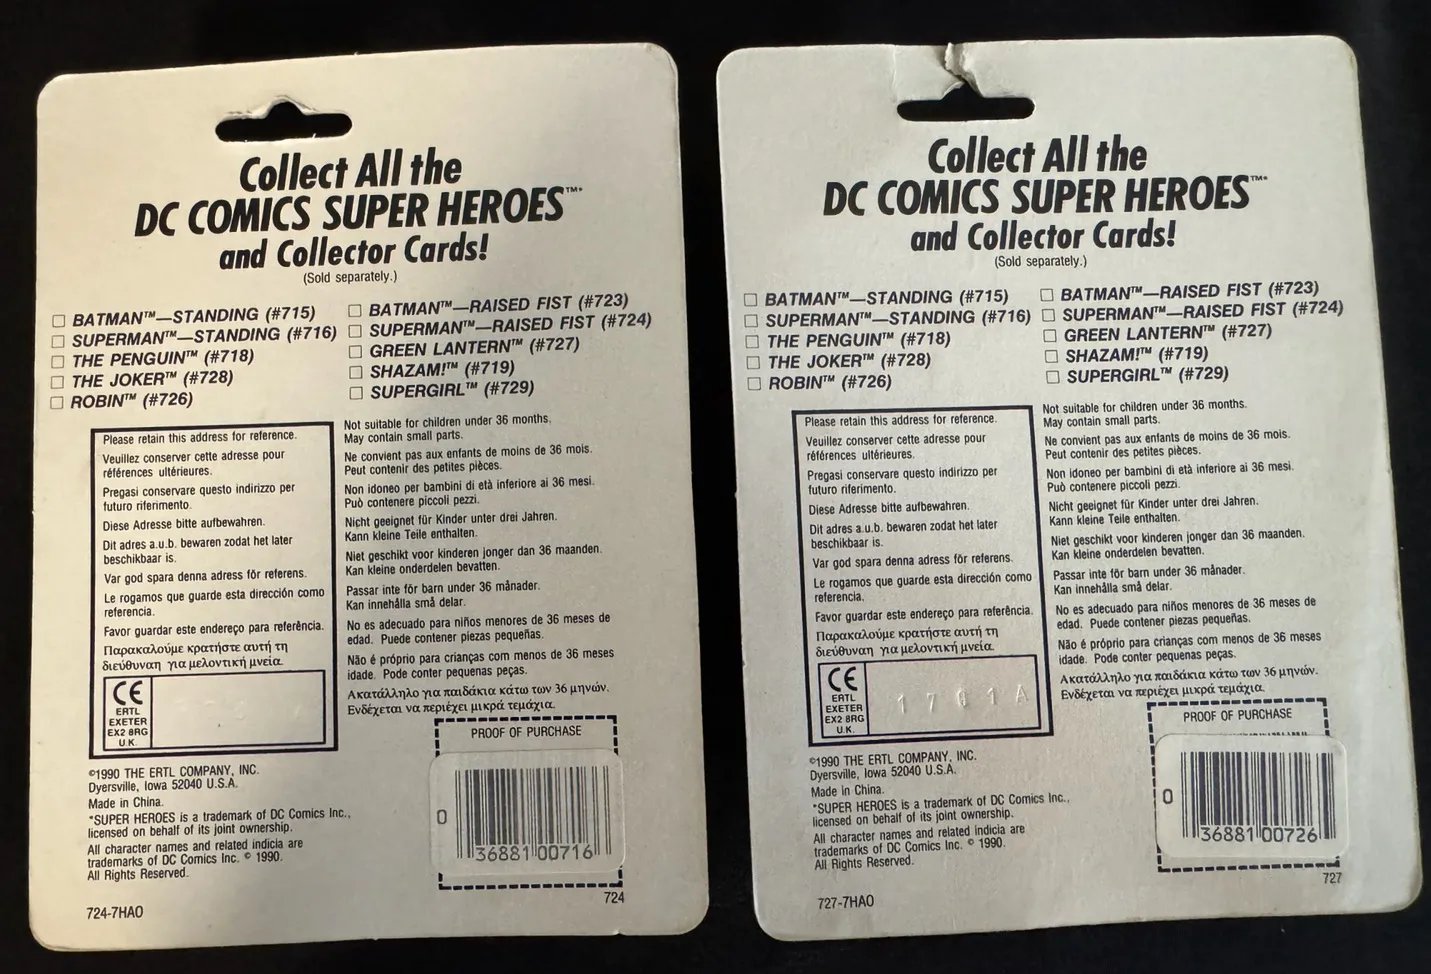 Collect All the
DC COMICS SUPER HEROES™*
and Collector Cards!
(Sold separately.)
☐ BATMAN™—STANDING (#715)
☐ SUPERMAN™—STANDING (#716)
☐ THE PENGUIN™ (#718)
☐ THE JOKER™ (#728)
☐ ROBIN™ (#726)
☐ BATMAN™—RAISED FIST (#723)
☐ SUPERMAN™—RAISED FIST (#724)
☐ GREEN LANTERN™ (#727)
☐ SHAZAM!™ (#719)
☐ SUPERGIRL™ (#729)
Please retain this address for reference.
Veuillez conserver cette adresse pour
références ultérieures.
Pregasi conservare questo indirizzo per
futuro riferimento.
Diese Adresse bitte aufbewahren.
Dit adres a.u.b. bewaren zodat het later
beschikbaar is.
Var god spara denna adress för referens.
Le rogamos que guarde esta dirección como
referencia.
Favor guardar este endereço para referência.
Παρακαλούμε κρατήστε αυτή τη
διεύθυναη για μελοντική μνεία.
CE
ERTL
EXETER
EX2 8RG
U.K.
Not suitable for children under 36 months.
May contain small parts.
Ne convient pas aux enfants de moins de 36 mois.
Peut contenir des petites pièces.
Non idoneo per bambini di età inferiore ai 36 mesi.
Può contenere piccoli pezzi.
Nicht geeignet für Kinder unter drei Jahren.
Kann kleine Teile enthalten.
Niet geschikt voor kinderen jonger dan 36 maanden.
Kan kleine onderdelen bevatten.
Passar inte för barn under 36 månader.
Kan innehålla små delar.
No es adecuado para niños menores de 36 meses de
edad. Puede contener piezas pequeñas.
Não é próprio para crianças com menos de 36 meses
idade. Pode conter pequenas peças.
Ακατάλληλο για παιδάκια κάτω των 36 μηνών.
Ενδέχεται να περιέχει μικρά τεμάχια.
PROOF OF PURCHASE
0 36881 00716
724
©1990 THE ERTL COMPANY, INC.
Dyersville, Iowa 52040 U.S.A.
Made in China.
*SUPER HEROES is a trademark of DC Comics Inc.,
licensed on behalf of its joint ownership.
All character names and related indicia are
trademarks of DC Comics Inc. © 1990.
All Rights Reserved.
724-7HAO
Collect All the
DC COMICS SUPER HEROES™*
and Collector Cards!
(Sold separately.)
☐ BATMAN™—STANDING (#715)
☐ SUPERMAN™—STANDING (#716)
☐ THE PENGUIN™ (#718)
☐ THE JOKER™ (#728)
☐ ROBIN™ (#726)
☐ BATMAN™—RAISED FIST (#723)
☐ SUPERMAN™—RAISED FIST (#724)
☐ GREEN LANTERN™ (#727)
☐ SHAZAM!™ (#719)
☐ SUPERGIRL™ (#729)
Please retain this address for reference.
Veuillez conserver cette adresse pour
références ultérieures.
Pregasi conservare questo indirizzo per
futuro riferimento.
Diese Adresse bitte aufbewahren.
Dit adres a.u.b. bewaren zodat het later
beschikbaar is.
Var god spara denna adress för referens.
Le rogamos que guarde esta dirección como
referencia.
Favor guardar este endereço para referência.
Παρακαλούμε κρατήστε αυτή τη
διεύθυναη για μελοντική μνεία.
CE
ERTL
EXETER
EX2 8RG
U.K.
Not suitable for children under 36 months.
May contain small parts.
Ne convient pas aux enfants de moins de 36 mois.
Peut contenir des petites pièces.
Non idoneo per bambini di età inferiore ai 36 mesi.
Può contenere piccoli pezzi.
Nicht geeignet für Kinder unter drei Jahren.
Kann kleine Teile enthalten.
Niet geschikt voor kinderen jonger dan 36 maanden.
Kan kleine onderdelen bevatten.
Passar inte för barn under 36 månader.
Kan innehålla små delar.
No es adecuado para niños menores de 36 meses de
edad. Puede contener piezas pequeñas.
Não é próprio para crianças menos de 36 meses
idade. Pode conter pequenas peças.
Ακατάλληλο για παιδάκια κάτω των 36 μηνών.
Ενδέχεται να περιέχει μικρά τεμάχια.
PROOF OF PURCHASE
0 36881 00726
727
©1990 THE ERTL COMPANY, INC.
Dyersville, Iowa 52040 U.S.A.
Made in China.
*SUPER HEROES is a trademark of DC Comics Inc.,
licensed on behalf of its joint ownership.
All character names and related indicia are
trademarks of DC Comics Inc. © 1990.
All Rights Reserved.
727-7HAO